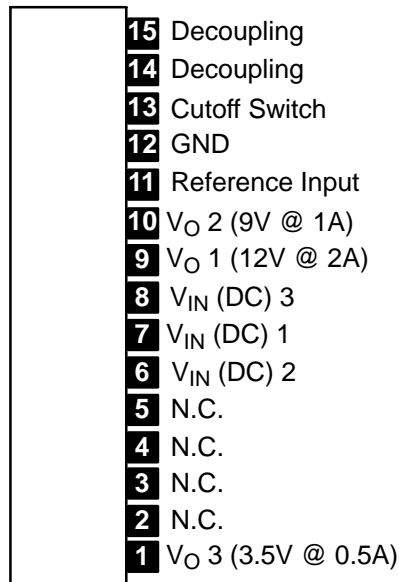 15 Decoupling
14 Decoupling
13 Cutoff Switch
12 GND
11 Reference Input
10 VO 2 (9V @ 1A)
9 VO 1 (12V @ 2A)
8 VIN (DC) 3
7 VIN (DC) 1
6 VIN (DC) 2
5 N.C.
4 N.C.
3 N.C.
2 N.C.
1 VO 3 (3.5V @ 0.5A)